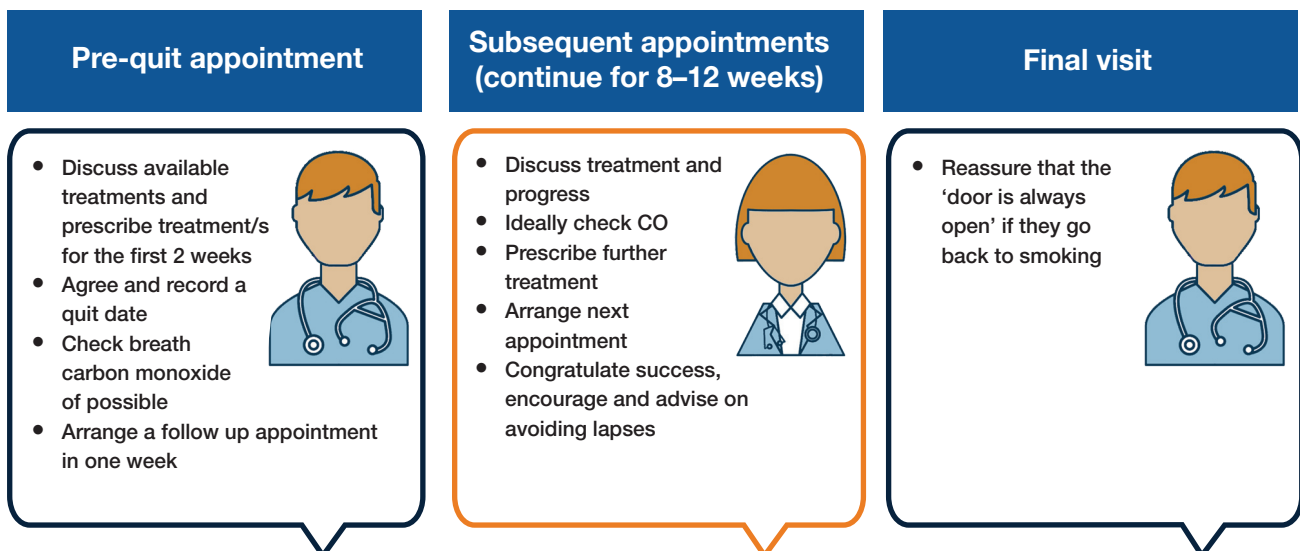 Pre-quit appointment
• Discuss available
treatments and
prescribe treatment/s
for the first 2 weeks
• Agree and record a
quit date
• Check breath
carbon monoxide
of possible
• Arrange a follow up appointment
in one week
Subsequent appointments
(continue for 8–12 weeks)
• Discuss treatment and
progress
• Ideally check CO
• Prescribe further
treatment
• Arrange next
appointment
• Congratulate success,
encourage and advise on
avoiding lapses
Final visit
• Reassure that the
‘door is always
open’ if they go
back to smoking